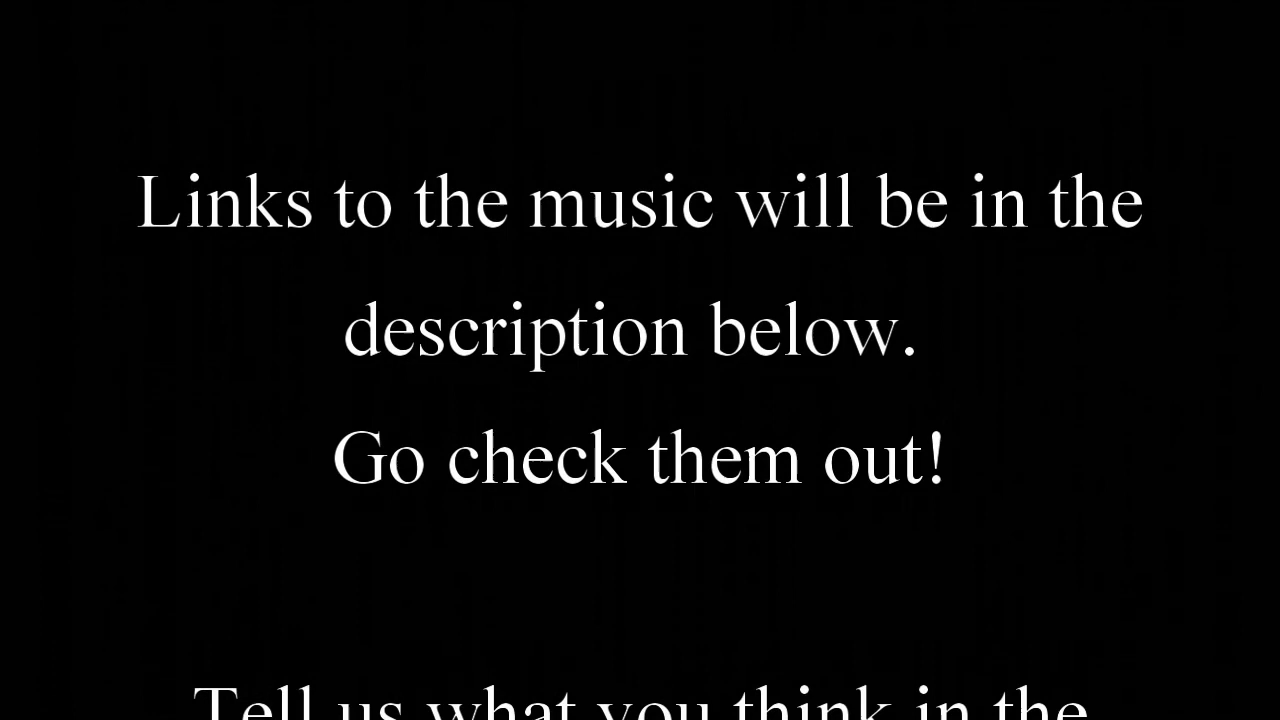 Links to the music will be in the
description below.
Go check them out!
Tell us what you think in the